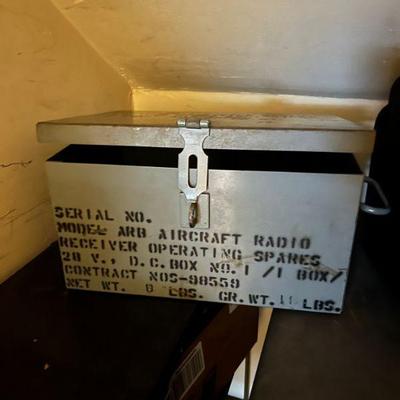 SERIAL NO.
MODEL ARB AIRCRAFT RADIO
RECEIVER OPERATING SPARES
28 V., D.C. BOX NO. 1 /1 BOX/
CONTRACT NOS-98559
NET WT. 8 LBS. GR. WT. LBS.